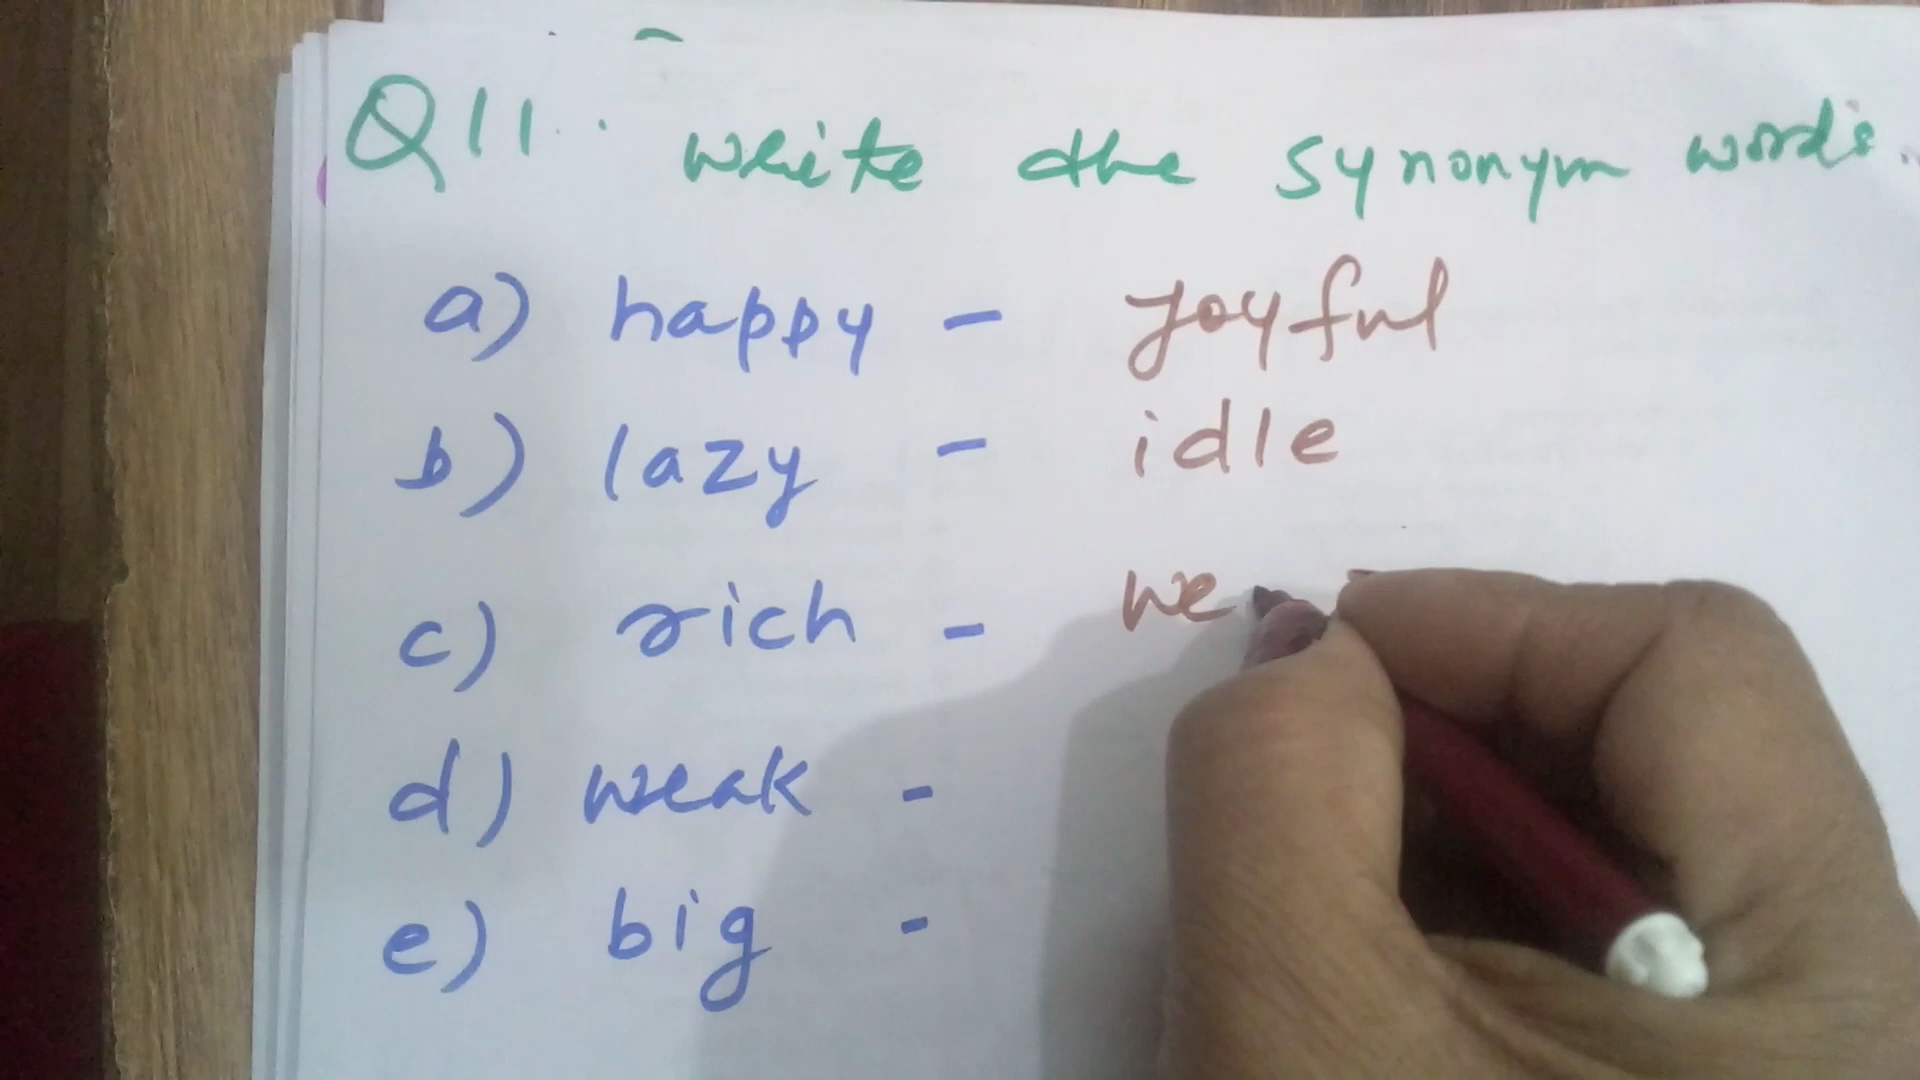 Q11. write the synonym words.
a) happy - Joyful
b) lazy - idle
c) rich - we
d) weak -
e) big -